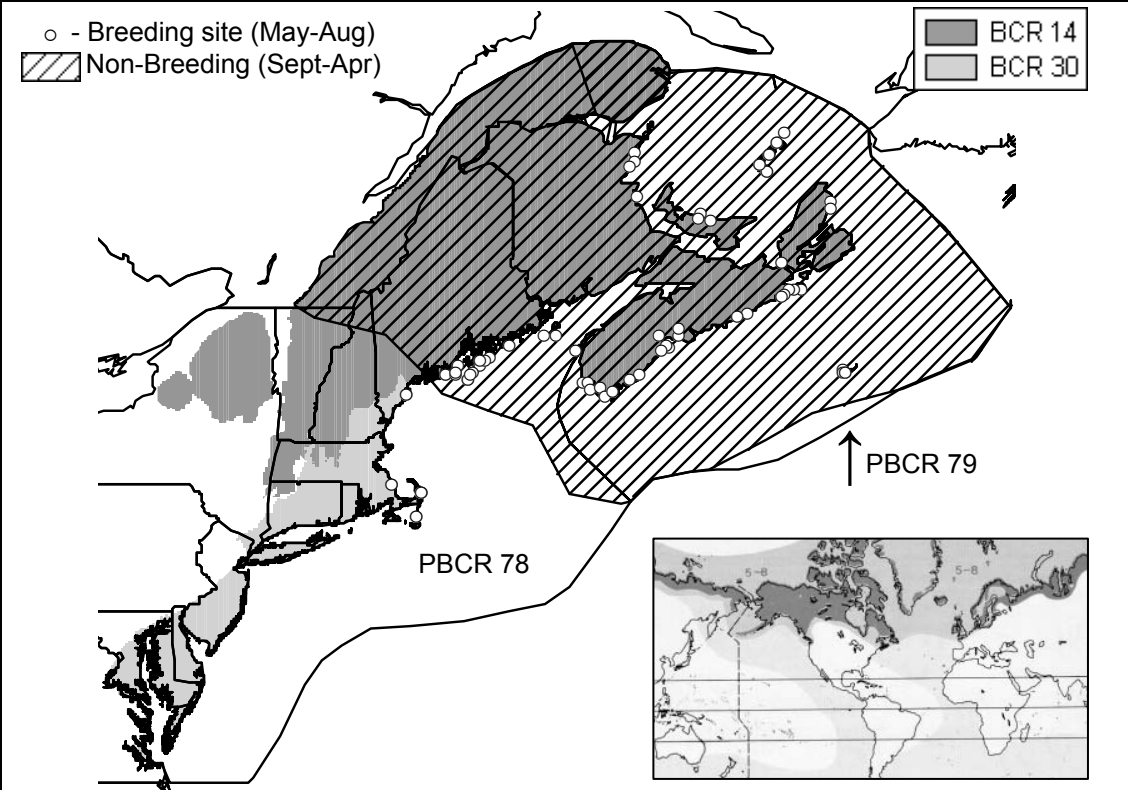 ○ - Breeding site (May-Aug)
Non-Breeding (Sept-Apr)
BCR 14
BCR 30
PBCR 79
PBCR 78
5-8
5-8